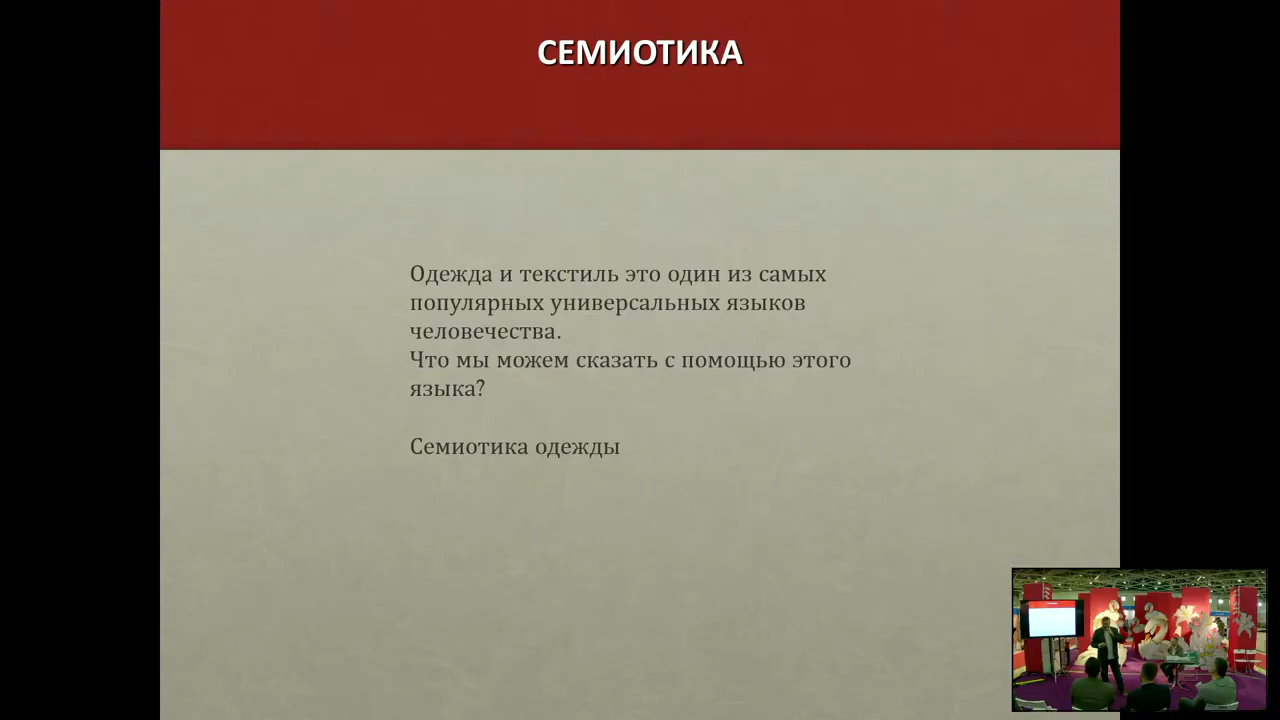 СЕМИОТИКА
Одежда и текстиль это один из самых
популярных универсальных языков
человечества.
Что мы можем сказать с помощью этого
языка?
Семиотика одежды